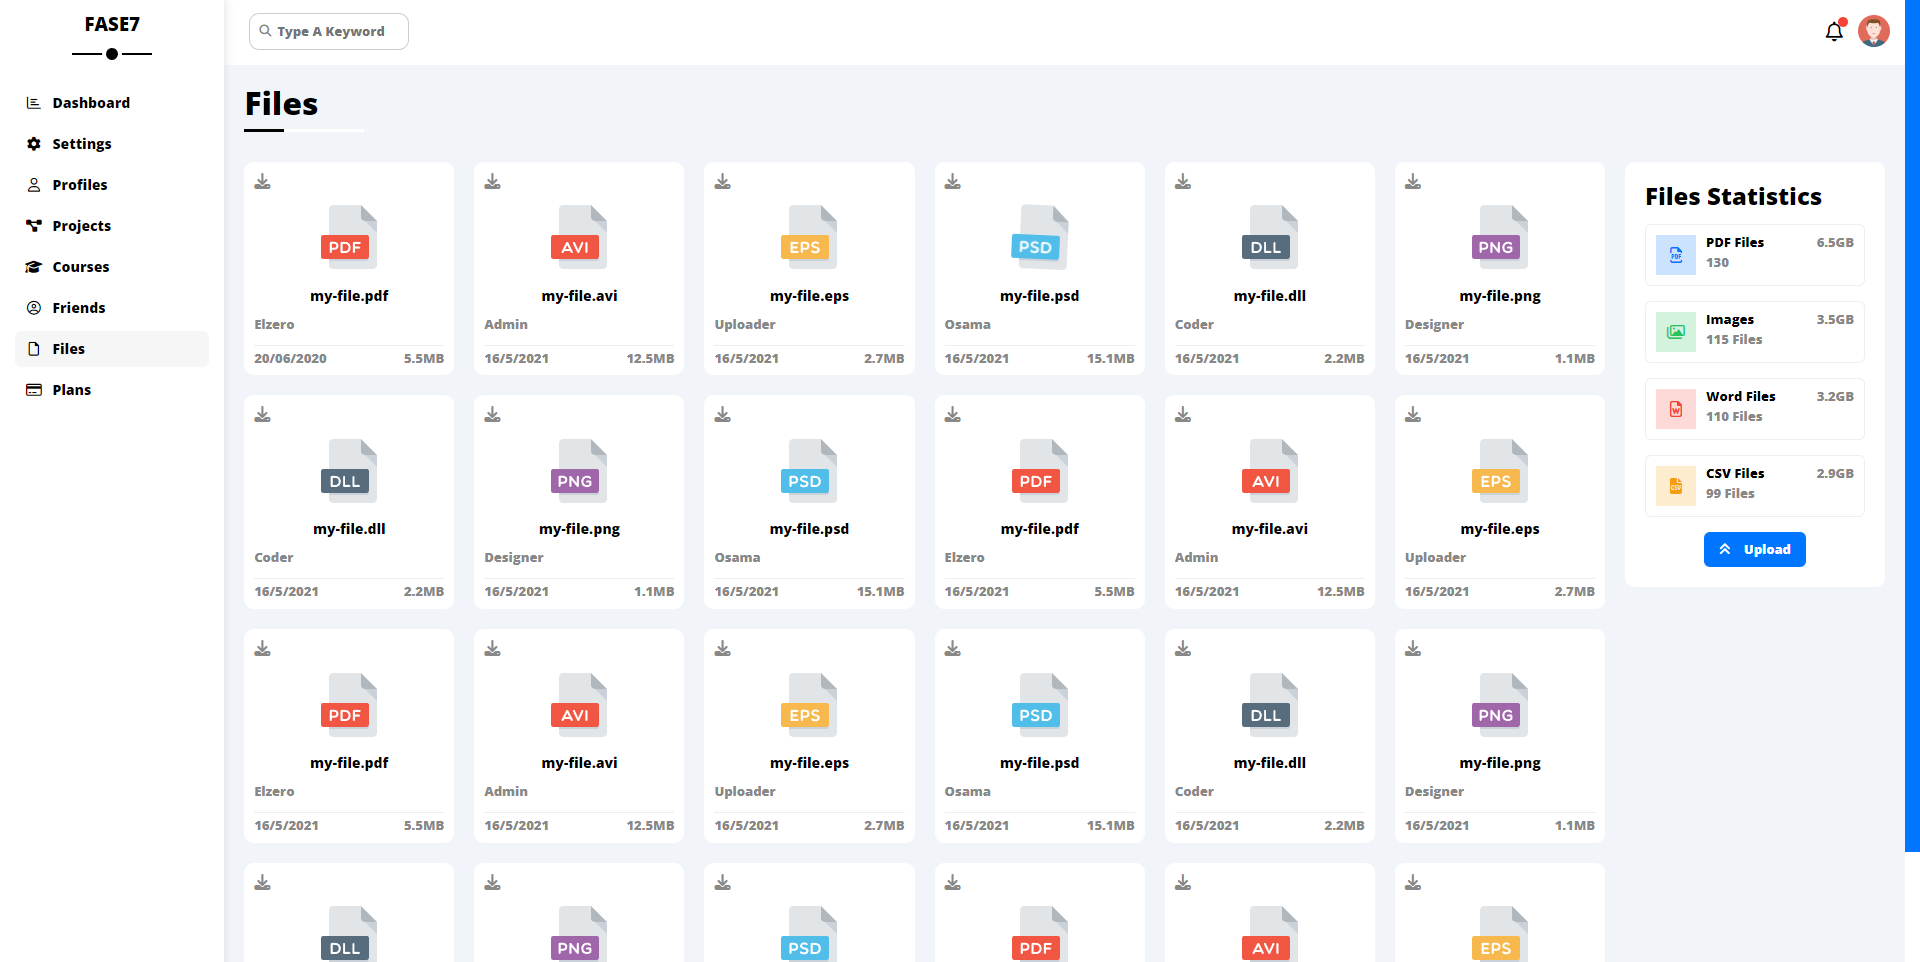 FASE7
Type A Keyword
Dashboard
Settings
Profiles
Projects
Courses
Friends
Files
Plans
Files
PDF
my-file.pdf
Elzero
20/06/2020 5.5MB
AVI
my-file.avi
Admin
16/5/2021 12.5MB
EPS
my-file.eps
Uploader
16/5/2021 2.7MB
PSD
my-file.psd
Osama
16/5/2021 15.1MB
DLL
my-file.dll
Coder
16/5/2021 2.2MB
PNG
my-file.png
Designer
16/5/2021 1.1MB
DLL
my-file.dll
Coder
16/5/2021 2.2MB
PNG
my-file.png
Designer
16/5/2021 1.1MB
PSD
my-file.psd
Osama
16/5/2021 15.1MB
PDF
my-file.pdf
Elzero
16/5/2021 5.5MB
AVI
my-file.avi
Admin
16/5/2021 12.5MB
EPS
my-file.eps
Uploader
16/5/2021 2.7MB
PDF
my-file.pdf
Elzero
16/5/2021 5.5MB
AVI
my-file.avi
Admin
16/5/2021 12.5MB
EPS
my-file.eps
Uploader
16/5/2021 2.7MB
PSD
my-file.psd
Osama
16/5/2021 15.1MB
DLL
my-file.dll
Coder
16/5/2021 2.2MB
PNG
my-file.png
Designer
16/5/2021 1.1MB
DLL
PNG
PSD
PDF
AVI
EPS
Files Statistics
PDF
PDF Files 6.5GB
130
Images 3.5GB
115 Files
W
Word Files 3.2GB
110 Files
CSV
CSV Files 2.9GB
99 Files
Upload